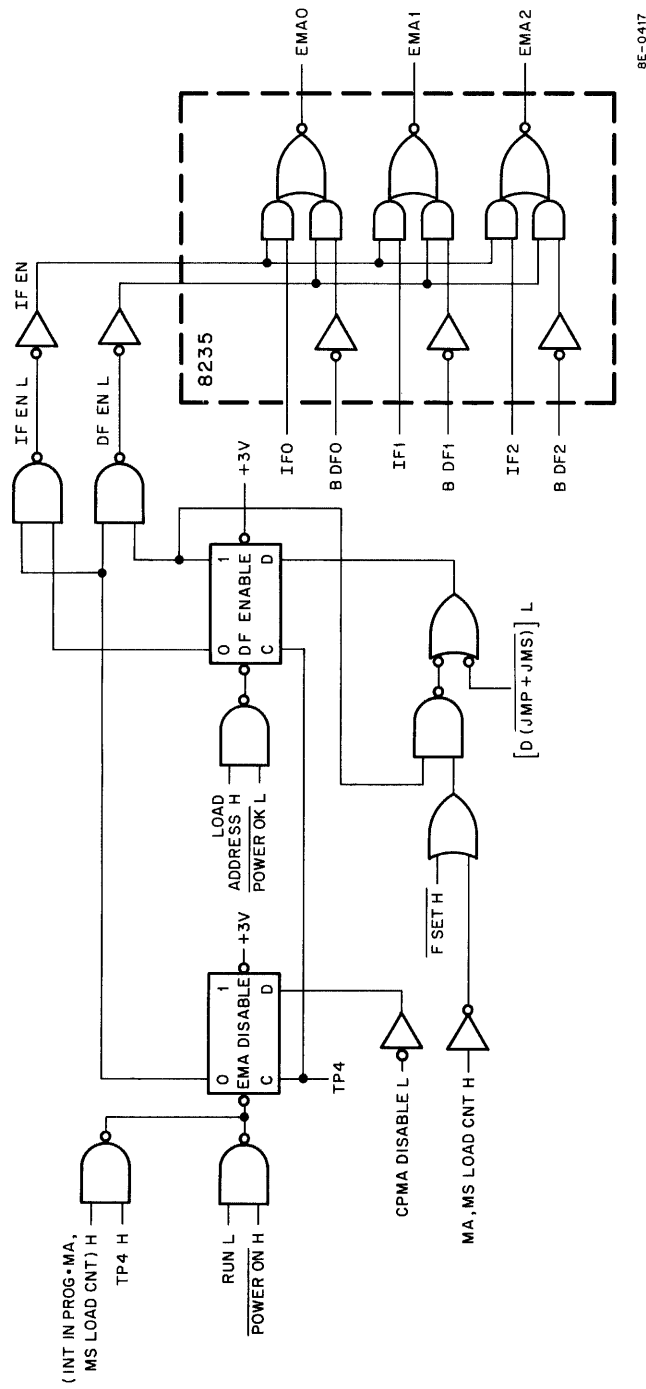 (INT IN PROG•MA,
MS LOAD CNT) H
TP4 H
RUN L
POWER ON H
EMA DISABLE
0
1
C
D
+3V
TP4
CPMA DISABLE L
MA, MS LOAD CNT H
LOAD
ADDRESS H
POWER OK L
DF ENABLE
0
1
C
D
+3V
F SET H
[D (JMP+JMS)] L
IF EN L
IF EN
DF EN L
8235
IF0
B DF0
IF1
B DF1
IF2
B DF2
EMA0
EMA1
EMA2
8E-0417